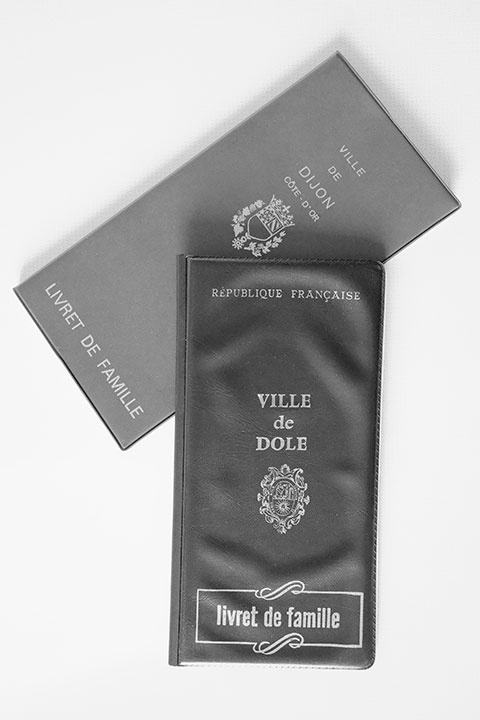 VILLE
DE
DIJON
CÔTE-D'OR
LIVRET DE FAMILLE
RÉPUBLIQUE FRANÇAISE
VILLE
de
DOLE
livret de famille